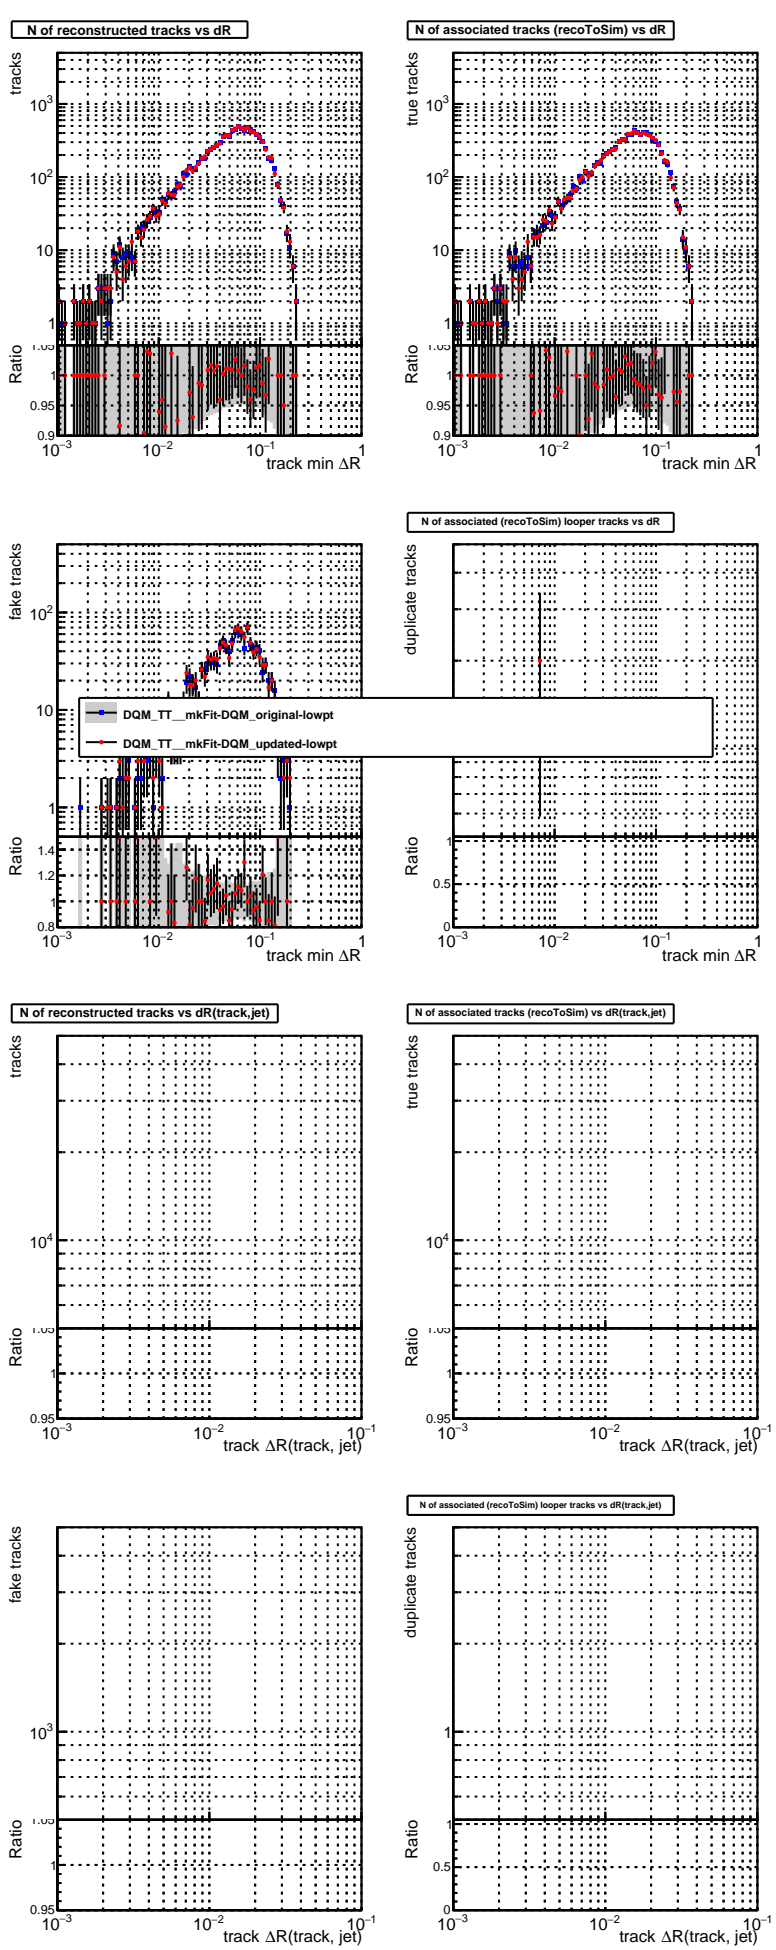 N of reconstructed tracks vs dR
tracks
10³
10²
10
1
Ratio
1.05
1
0.95
0.9
10⁻³ 10⁻² 10⁻¹ 1
track min ΔR
N of associated tracks (recoToSim) vs dR
true tracks
10³
10²
10
1
Ratio
1.05
1
0.95
0.9
10⁻³ 10⁻² 10⁻¹ 1
track min ΔR
fake tracks
10²
10
1
Ratio
1.4
1.2
1
0.8
10⁻³ 10⁻² 10⁻¹ 1
track min ΔR
N of associated (recoToSim) looper tracks vs dR
duplicate tracks
Ratio
1
0.5
0
10⁻³ 10⁻² 10⁻¹ 1
track min ΔR
DQM_TT__mkFit-DQM_original-lowpt
DQM_TT__mkFit-DQM_updated-lowpt
N of reconstructed tracks vs dR(track,jet)
tracks
10⁴
Ratio
1.05
1
0.95
10⁻³ 10⁻² 10⁻¹
track ΔR(track, jet)
N of associated tracks (recoToSim) vs dR(track,jet)
true tracks
10⁴
Ratio
1.05
1
0.95
10⁻³ 10⁻² 10⁻¹
track ΔR(track, jet)
fake tracks
10³
Ratio
1.05
1
0.95
10⁻³ 10⁻² 10⁻¹
track ΔR(track, jet)
N of associated (recoToSim) looper tracks vs dR(track,jet)
duplicate tracks
1
Ratio
1
0.5
0
10⁻³ 10⁻² 10⁻¹
track ΔR(track, jet)